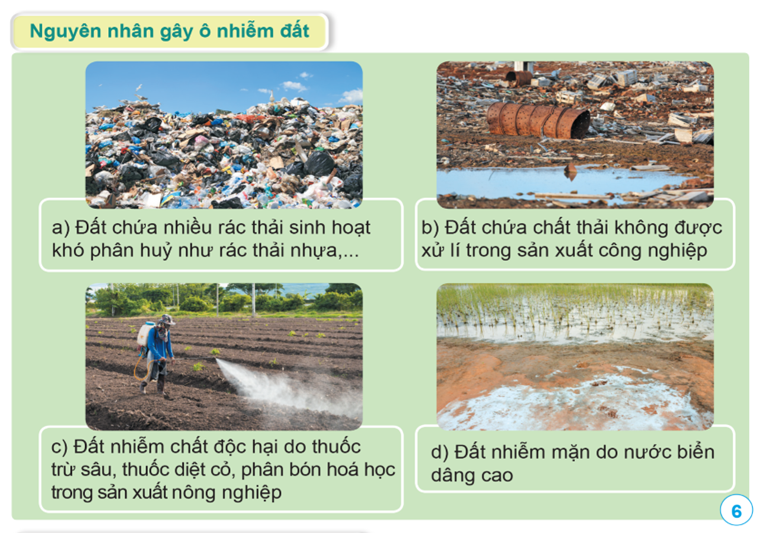 Nguyên nhân gây ô nhiễm đất
a) Đất chứa nhiều rác thải sinh hoạt
khó phân huỷ như rác thải nhựa,...
b) Đất chứa chất thải không được
xử lí trong sản xuất công nghiệp
c) Đất nhiễm chất độc hại do thuốc
trừ sâu, thuốc diệt cỏ, phân bón hoá học
trong sản xuất nông nghiệp
d) Đất nhiễm mặn do nước biển
dâng cao
6